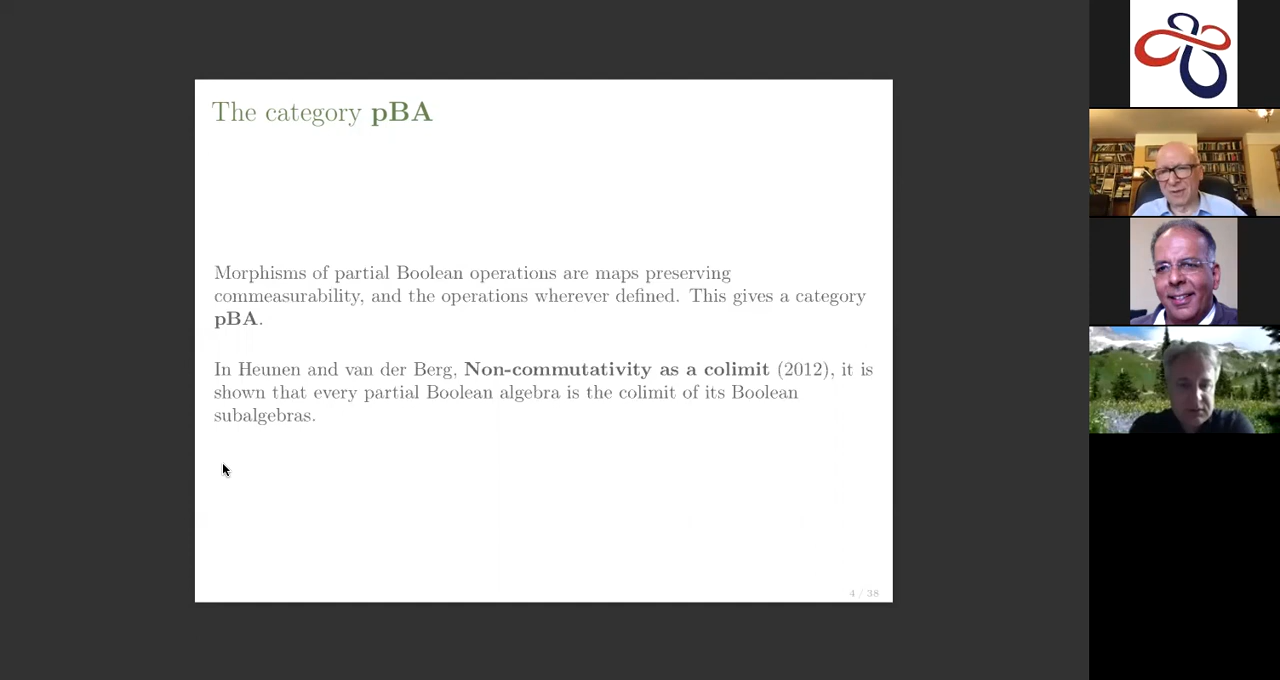 The category pBA
Morphisms of partial Boolean operations are maps preserving
commeasurability, and the operations wherever defined. This gives a category
pBA.
In Heunen and van der Berg, Non-commutativity as a colimit (2012), it is
shown that every partial Boolean algebra is the colimit of its Boolean
subalgebras.
4 / 38